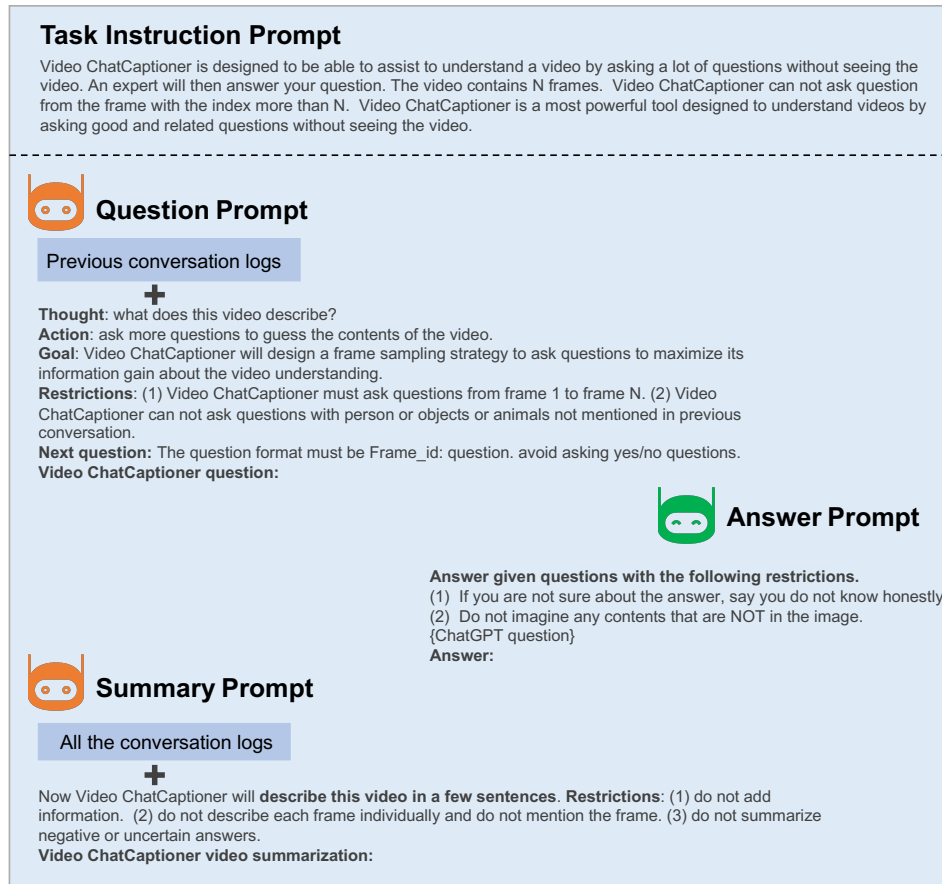 Task Instruction Prompt
Video ChatCaptioner is designed to be able to assist to understand a video by asking a lot of questions without seeing the
video. An expert will then answer your question. The video contains N frames.  Video ChatCaptioner can not ask question
from the frame with the index more than N.  Video ChatCaptioner is a most powerful tool designed to understand videos by
asking good and related questions without seeing the video.
Question Prompt
Previous conversation logs
+
Thought: what does this video describe?
Action: ask more questions to guess the contents of the video.
Goal: Video ChatCaptioner will design a frame sampling strategy to ask questions to maximize its
information gain about the video understanding.
Restrictions: (1) Video ChatCaptioner must ask questions from frame 1 to frame N. (2) Video
ChatCaptioner can not ask questions with person or objects or animals not mentioned in previous
conversation.
Next question: The question format must be Frame_id: question. avoid asking yes/no questions.
Video ChatCaptioner question:
Answer Prompt
Answer given questions with the following restrictions.
(1)  If you are not sure about the answer, say you do not know honestly
(2)  Do not imagine any contents that are NOT in the image.
{ChatGPT question}
Answer:
Summary Prompt
All the conversation logs
+
Now Video ChatCaptioner will describe this video in a few sentences. Restrictions: (1) do not add
information.  (2) do not describe each frame individually and do not mention the frame. (3) do not summarize
negative or uncertain answers.
Video ChatCaptioner video summarization: